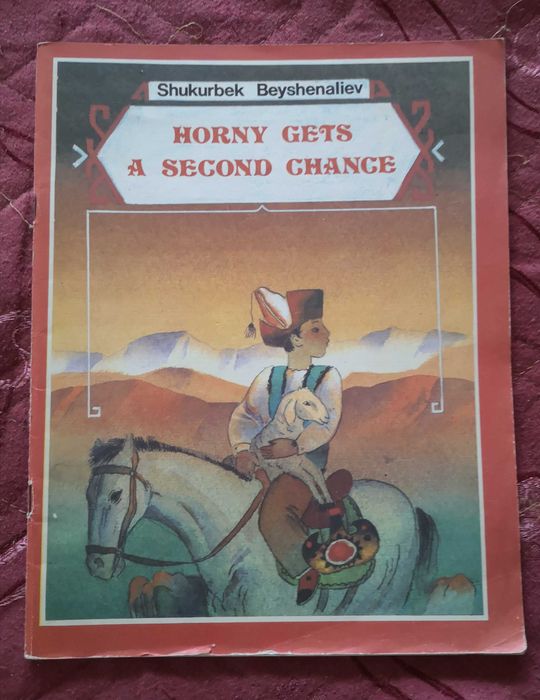 Shukurbek Beyshenaliev
HORNY GETS
A SECOND CHANCE